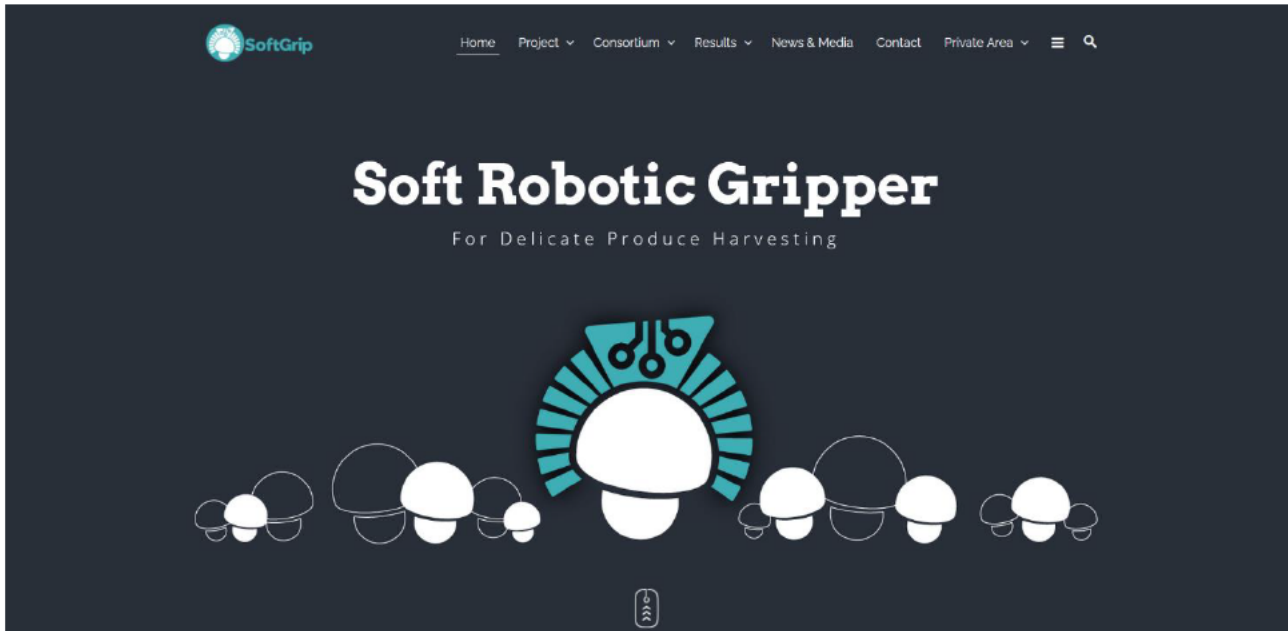 SoftGrip
Home Project Consortium Results News & Media Contact Private Area
Soft Robotic Gripper
For Delicate Produce Harvesting